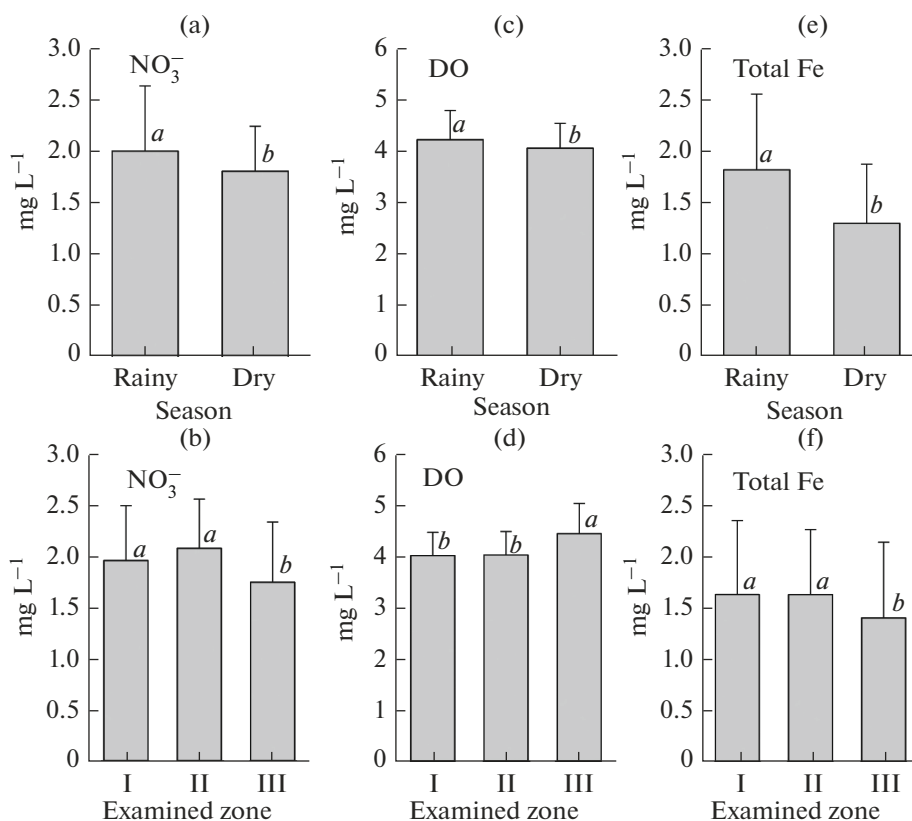 (a)
NO₃⁻
mg L⁻¹
3.0
2.5
2.0
1.5
1.0
0.5
0
a
b
Rainy Dry
Season
(c)
DO
mg L⁻¹
6
5
4
3
2
1
0
a
b
Rainy Dry
Season
(e)
Total Fe
mg L⁻¹
3.0
2.5
2.0
1.5
1.0
0.5
0
a
b
Rainy Dry
Season
(b)
NO₃⁻
mg L⁻¹
3.0
2.5
2.0
1.5
1.0
0.5
0
a
a
b
I II III
Examined zone
(d)
DO
mg L⁻¹
6
5
4
3
2
1
0
b
b
a
I II III
Examined zone
(f)
Total Fe
mg L⁻¹
3.0
2.5
2.0
1.5
1.0
0.5
0
a
a
b
I II III
Examined zone